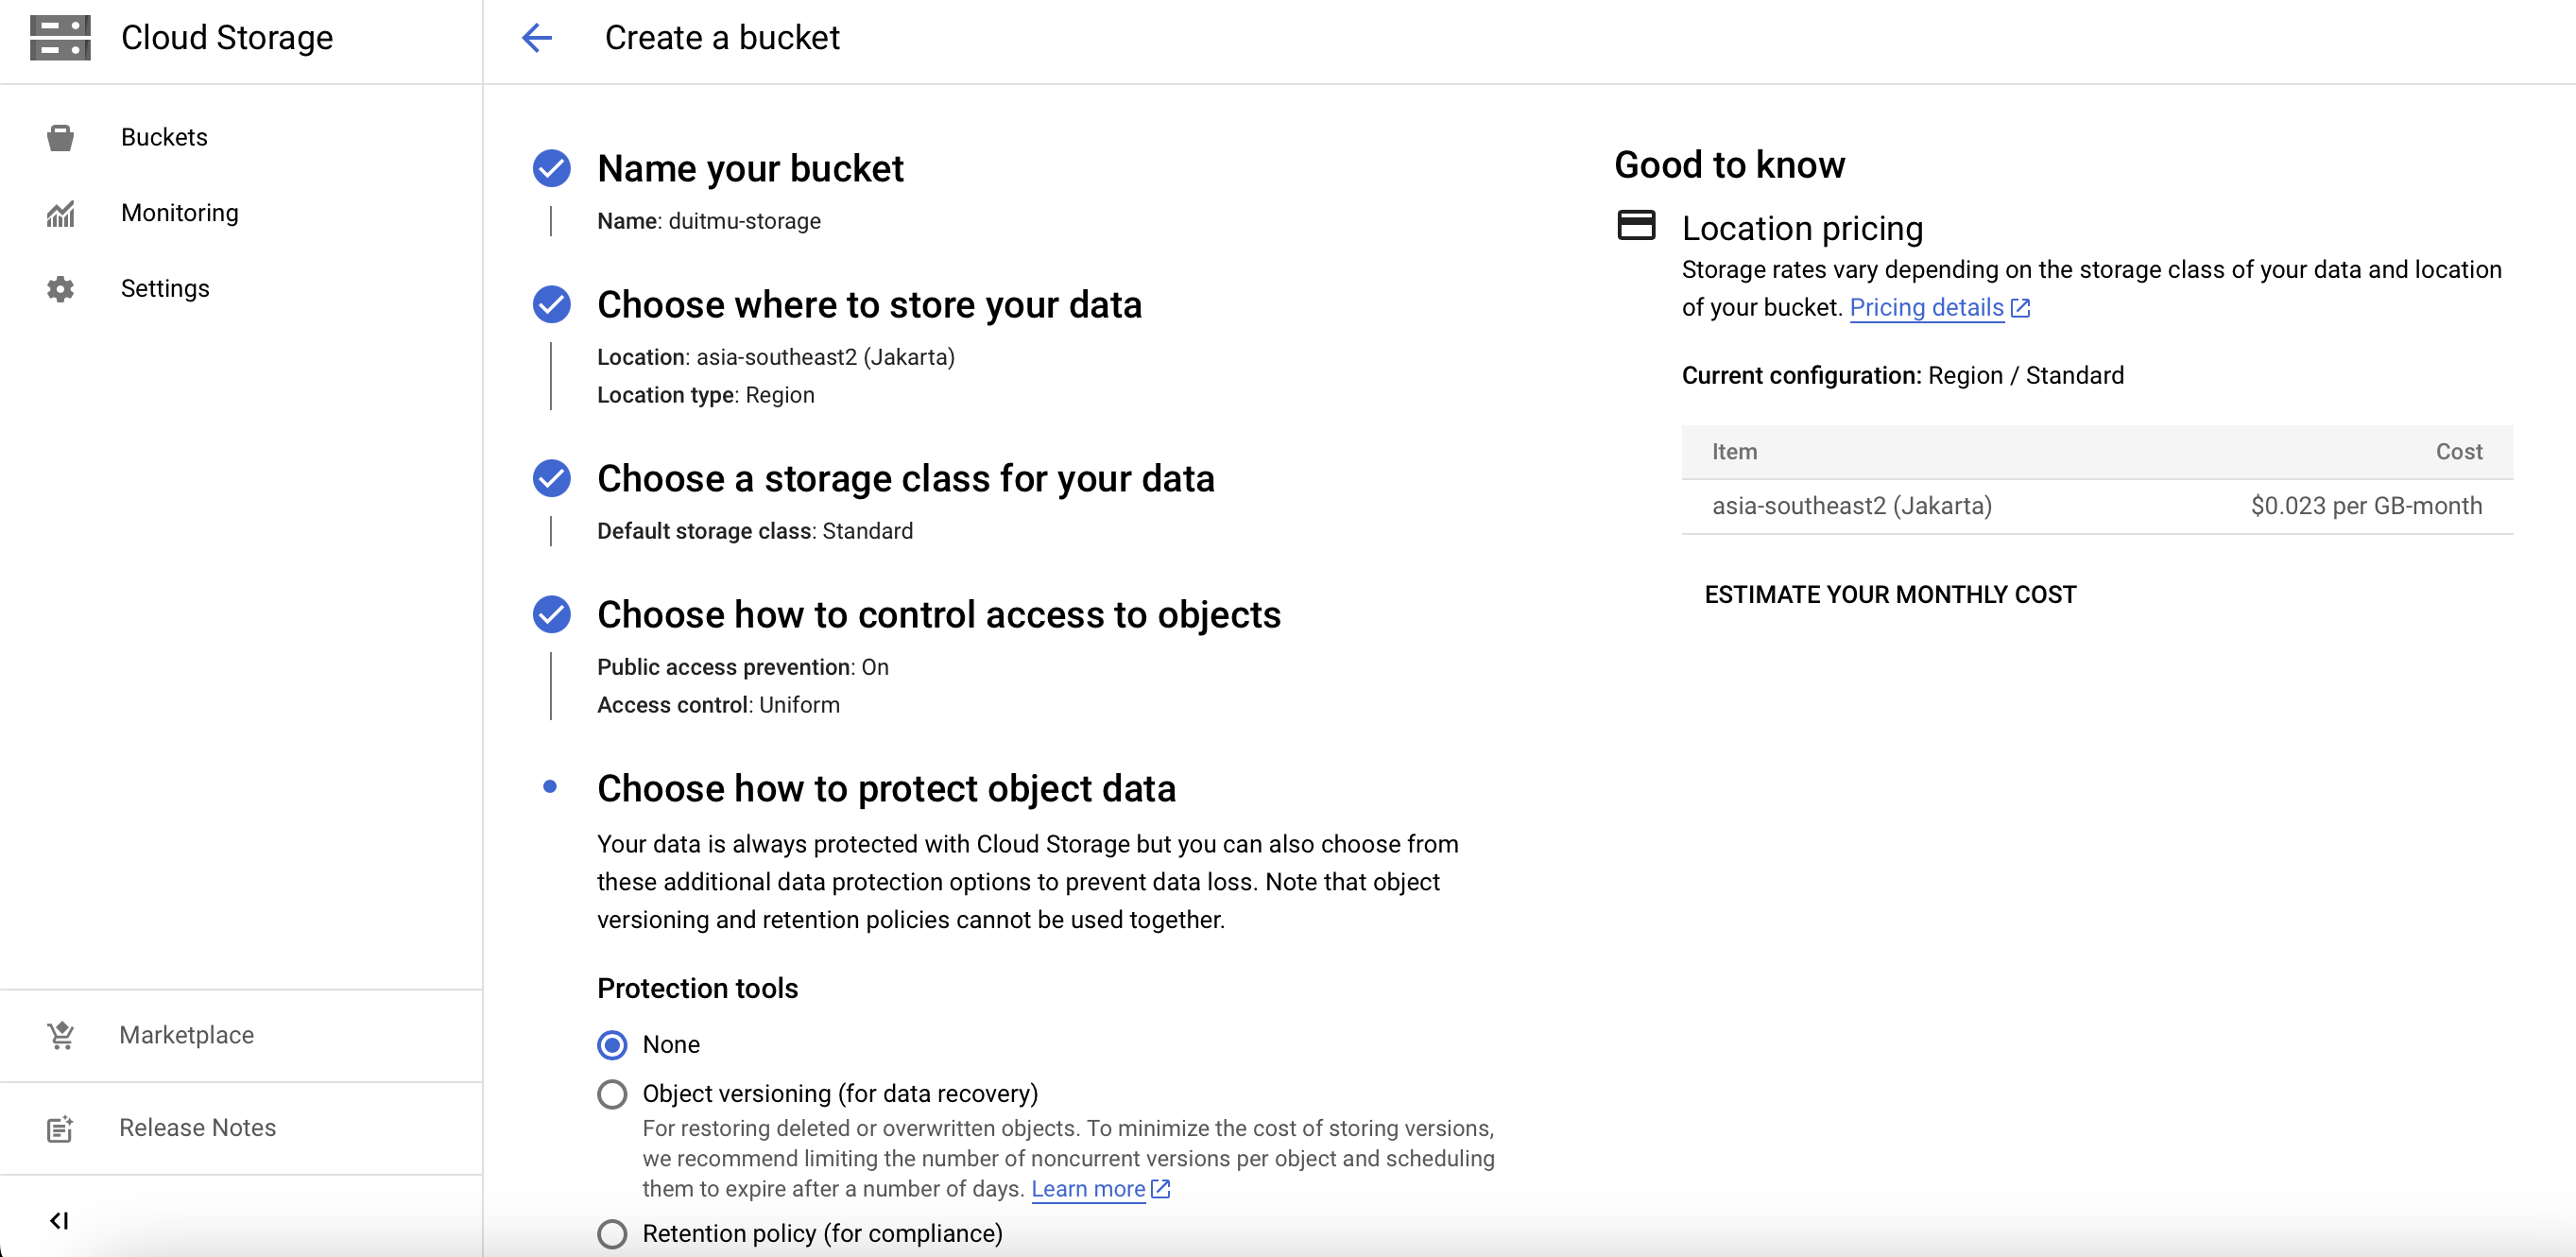 Cloud Storage
Buckets
Monitoring
Settings
Marketplace
Release Notes
Create a bucket
Name your bucket
Name: duitmu-storage
Choose where to store your data
Location: asia-southeast2 (Jakarta)
Location type: Region
Choose a storage class for your data
Default storage class: Standard
Choose how to control access to objects
Public access prevention: On
Access control: Uniform
Choose how to protect object data
Your data is always protected with Cloud Storage but you can also choose from
these additional data protection options to prevent data loss. Note that object
versioning and retention policies cannot be used together.
Protection tools
None
Object versioning (for data recovery)
For restoring deleted or overwritten objects. To minimize the cost of storing versions,
we recommend limiting the number of noncurrent versions per object and scheduling
them to expire after a number of days. Learn more
Retention policy (for compliance)
Good to know
Location pricing
Storage rates vary depending on the storage class of your data and location
of your bucket. Pricing details
Current configuration: Region / Standard
Item Cost
asia-southeast2 (Jakarta) $0.023 per GB-month
ESTIMATE YOUR MONTHLY COST